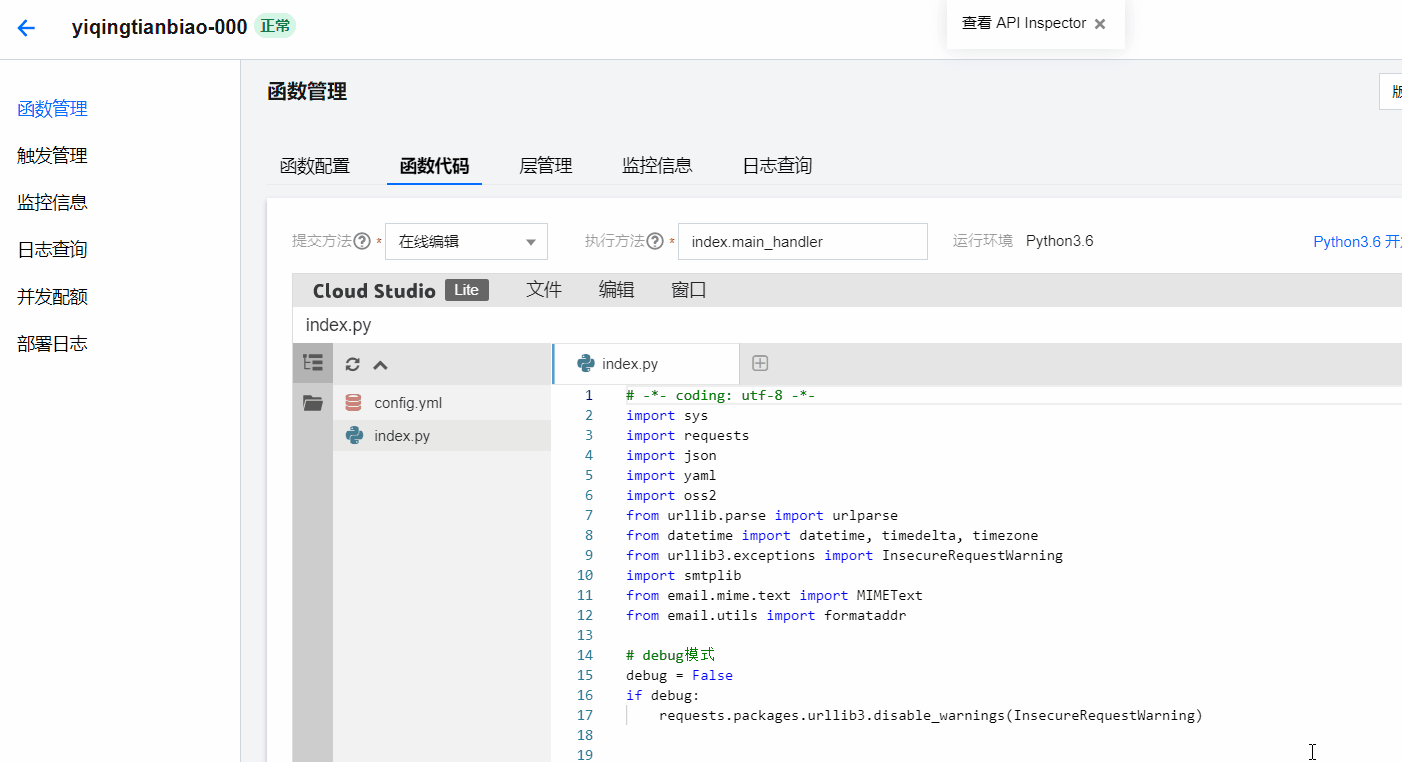 yiqingtianbiao-000 正常
查看 API Inspector ×
函数管理
触发管理
监控信息
日志查询
并发配额
部署日志
函数管理
函数配置 函数代码 层管理 监控信息 日志查询
提交方法 * 在线编辑 执行方法 * index.main_handler 运行环境 Python3.6 Python3.6
Cloud Studio Lite 文件 编辑 窗口
index.py
index.py
config.yml
index.py
1 # -*- coding: utf-8 -*-
2 import sys
3 import requests
4 import json
5 import yaml
6 import oss2
7 from urllib.parse import urlparse
8 from datetime import datetime, timedelta, timezone
9 from urllib3.exceptions import InsecureRequestWarning
10 import smtplib
11 from email.mime.text import MIMEText
12 from email.utils import formataddr
13
14 # debug模式
15 debug = False
16 if debug:
17 requests.packages.urllib3.disable_warnings(InsecureRequestWarning)
18
19